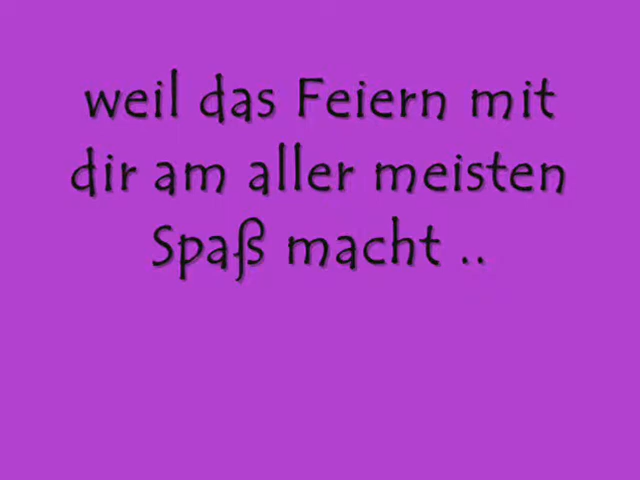 weil das Feiern mit
dir am aller meisten
Spaß macht ..